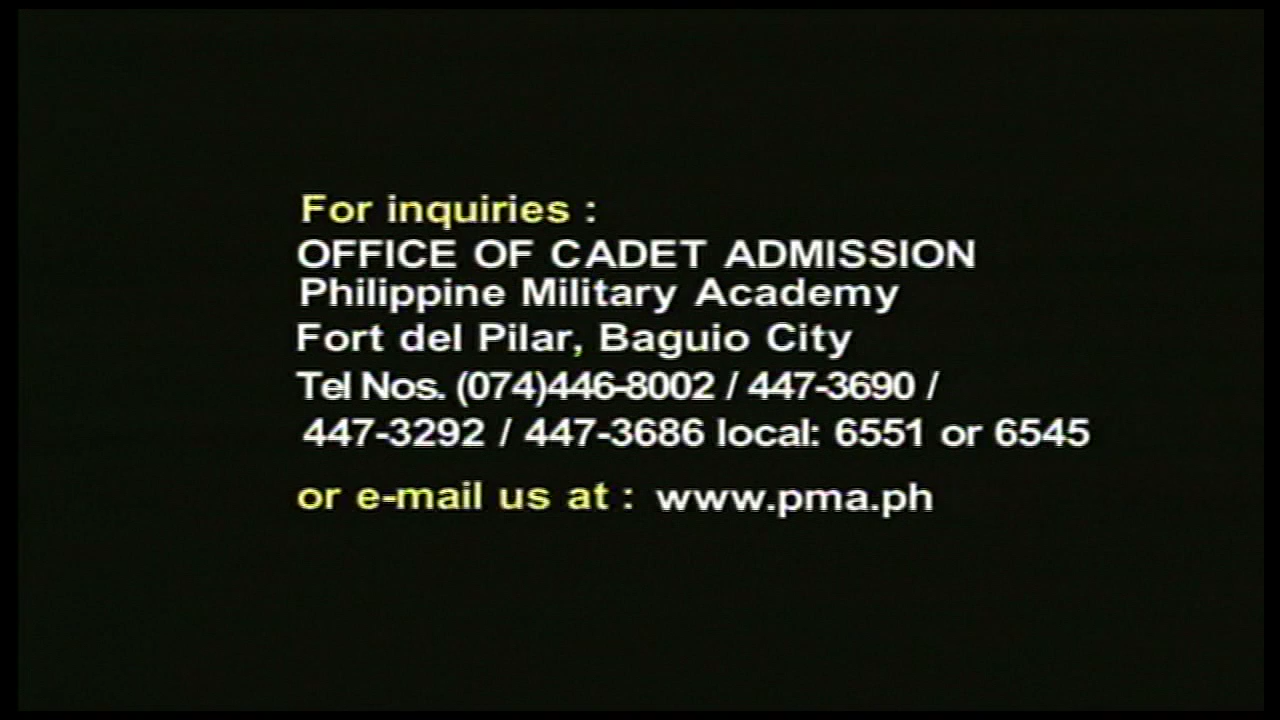 For inquiries :
OFFICE OF CADET ADMISSION
Philippine Military Academy
Fort del Pilar, Baguio City
Tel Nos. (074)446-8002 / 447-3690 /
447-3292 / 447-3686 local: 6551 or 6545
or e-mail us at : www.pma.ph